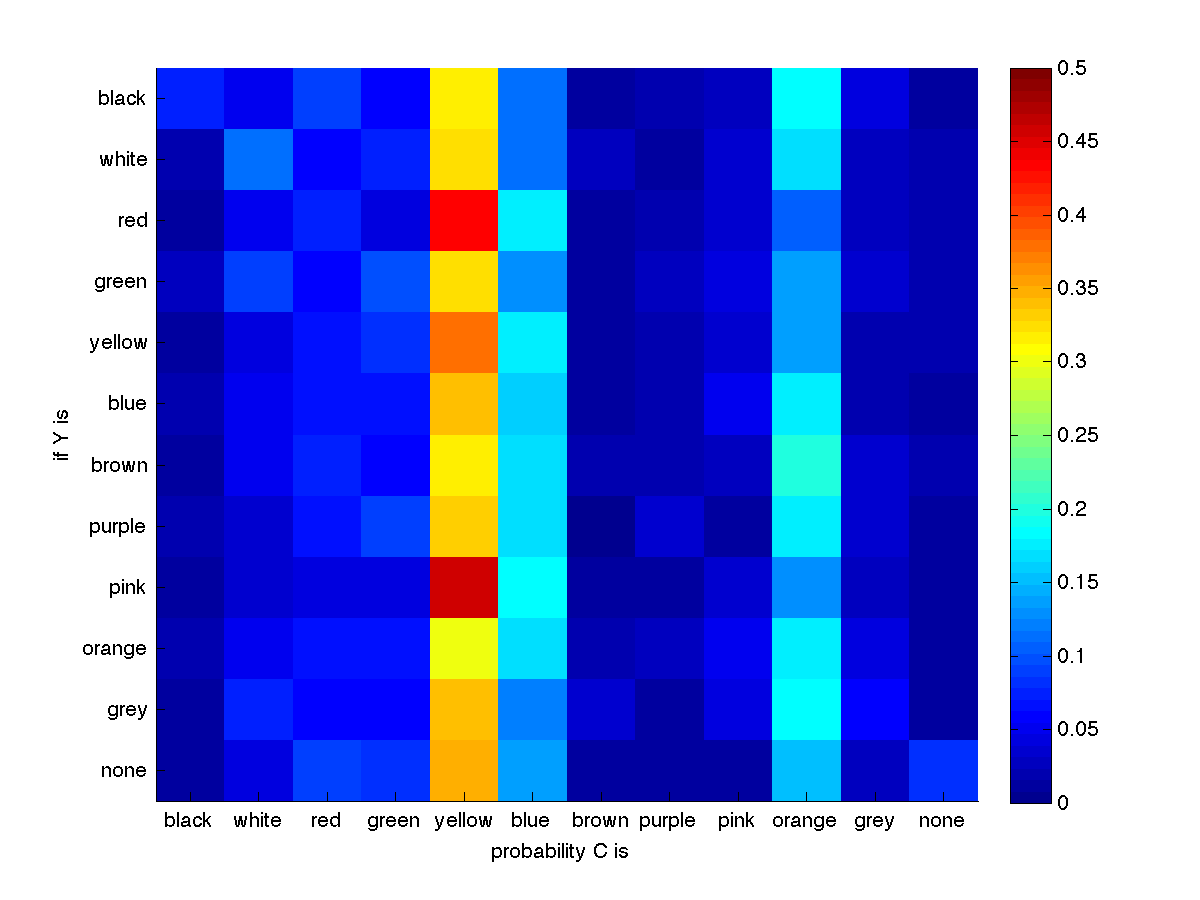 black
white
red
green
yellow
blue
brown
purple
pink
orange
grey
none
if Y is
black white red green yellow blue brown purple pink orange grey none
probability C is
0.5
0.45
0.4
0.35
0.3
0.25
0.2
0.15
0.1
0.05
0